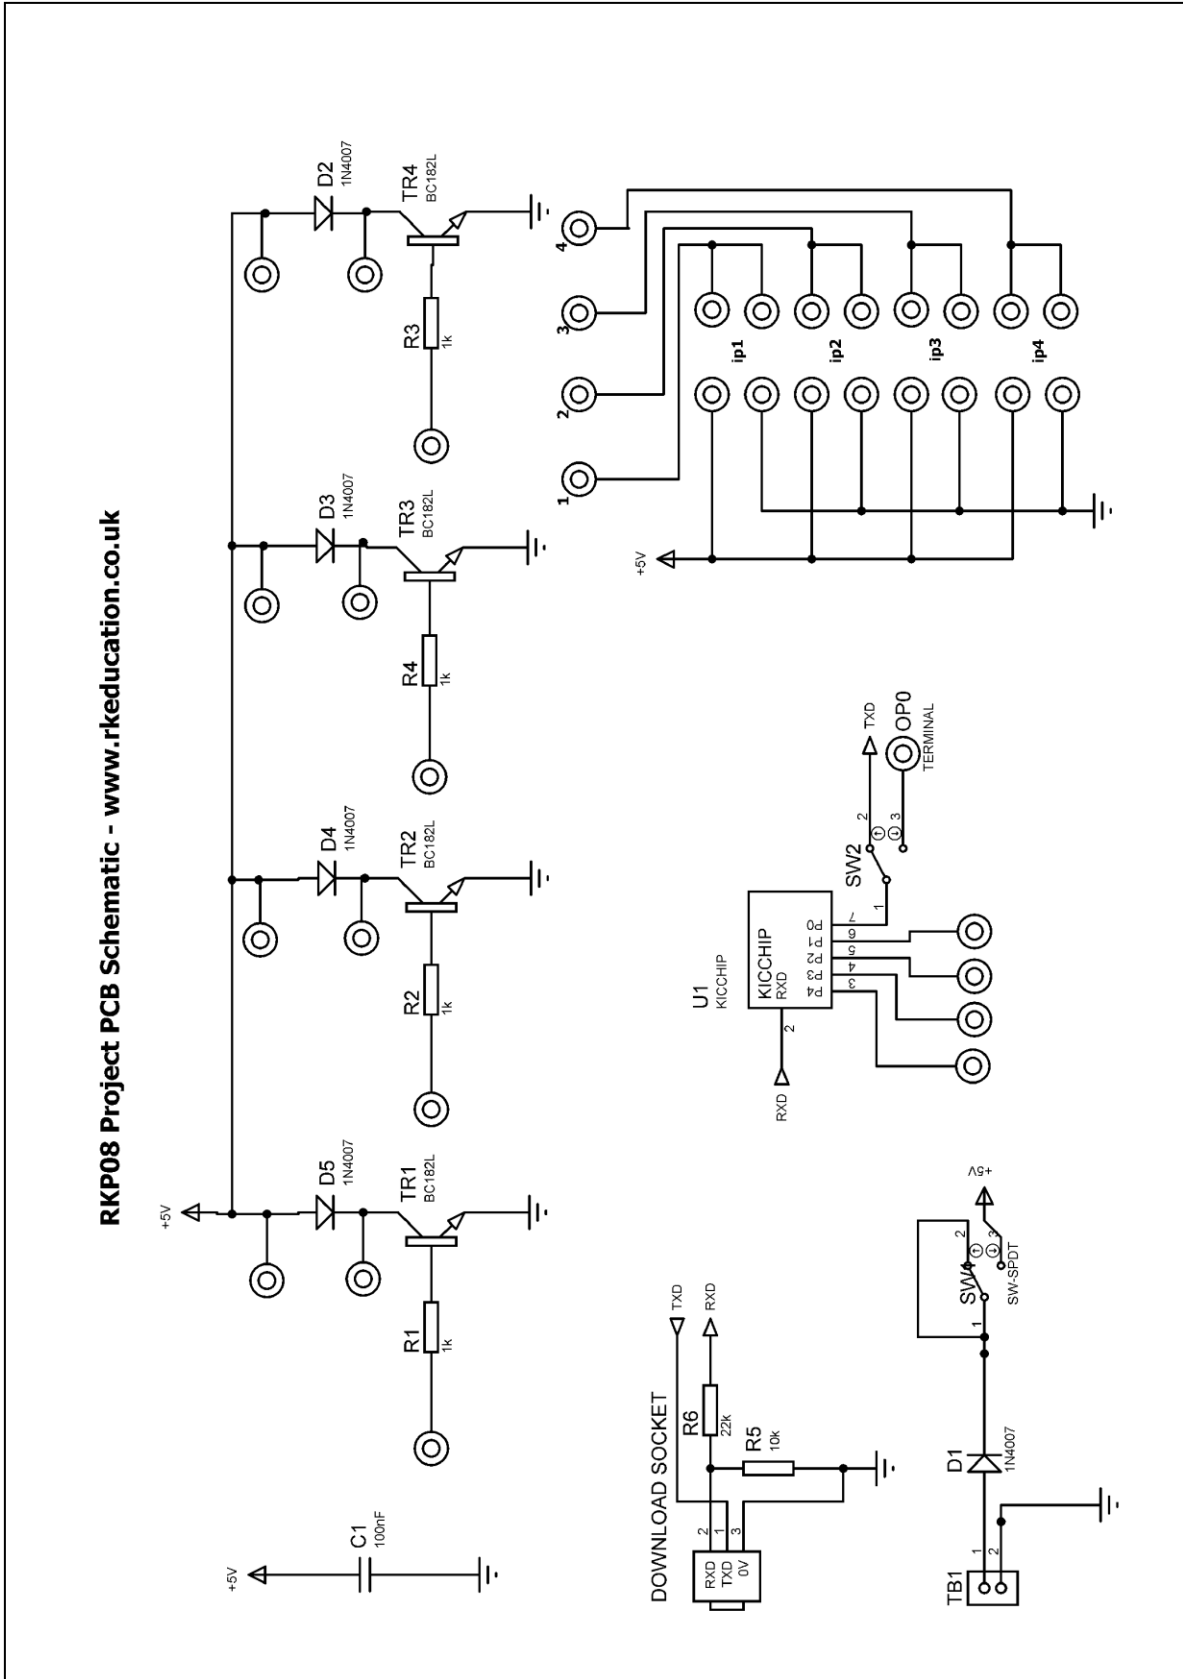 RKP08 Project PCB Schematic - www.rkeducation.co.uk
+5V
D5
1N4007
TR1
BC182L
R1
1k
D4
1N4007
TR2
BC182L
R2
1k
D3
1N4007
TR3
BC182L
R4
1k
D2
1N4007
TR4
BC182L
R3
1k
+5V
C1
100nF
DOWNLOAD SOCKET
RXD
TXD
0V
2
1
3
R6
22k
R5
10k
TXD
RXD
U1
KICCHIP
KICCHIP
RXD
2
RXD
P4
P3
P2
P1
P0
3
4
5
6
7
SW2
1
2
3
TXD
OP0
TERMINAL
1
2
3
4
+5V
ip1
ip2
ip3
ip4
TB1
1
2
D1
1N4007
1
2
3
SW-SPDT
+5V